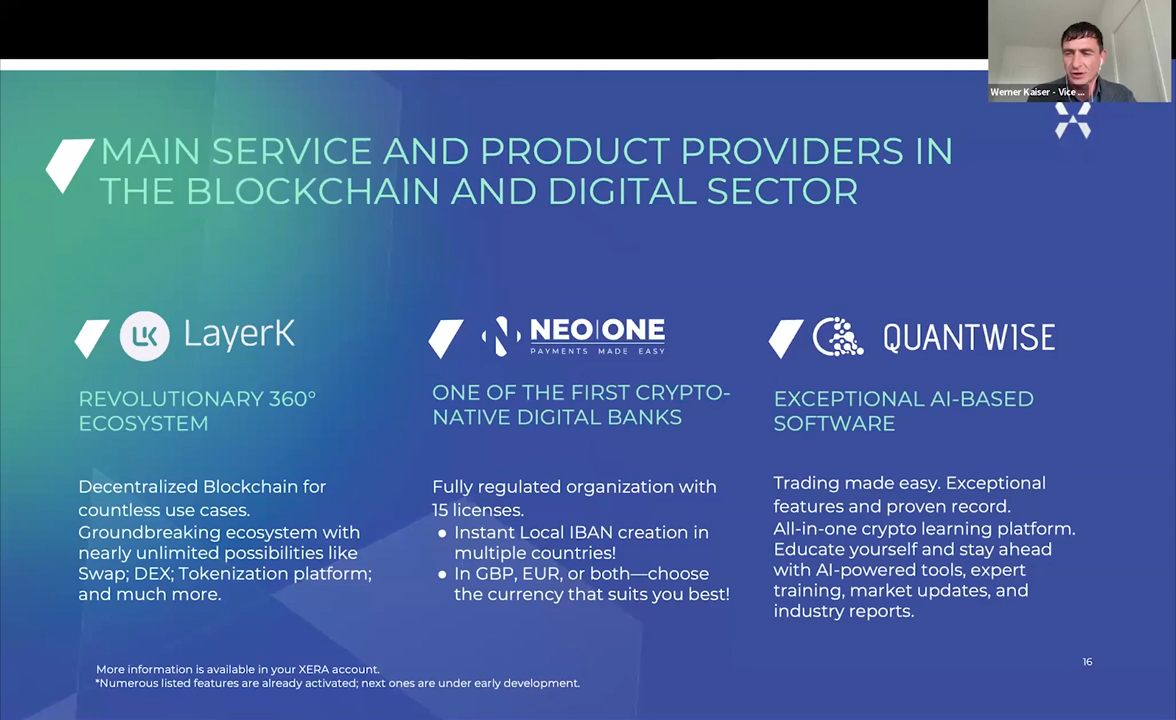 Werner Kaiser - Vice ...
MAIN SERVICE AND PRODUCT PROVIDERS IN
THE BLOCKCHAIN AND DIGITAL SECTOR
LK LayerK
REVOLUTIONARY 360°
ECOSYSTEM
Decentralized Blockchain for
countless use cases.
Groundbreaking ecosystem with
nearly unlimited possibilities like
Swap; DEX; Tokenization platform;
and much more.
N NEO|ONE
PAYMENTS MADE EASY
ONE OF THE FIRST CRYPTO-
NATIVE DIGITAL BANKS
Fully regulated organization with
15 licenses.
● Instant Local IBAN creation in
multiple countries!
● In GBP, EUR, or both—choose
the currency that suits you best!
QUANTWISE
EXCEPTIONAL AI-BASED
SOFTWARE
Trading made easy. Exceptional
features and proven record.
All-in-one crypto learning platform.
Educate yourself and stay ahead
with AI-powered tools, expert
training, market updates, and
industry reports.
More information is available in your XERA account.
*Numerous listed features are already activated; next ones are under early development.
16